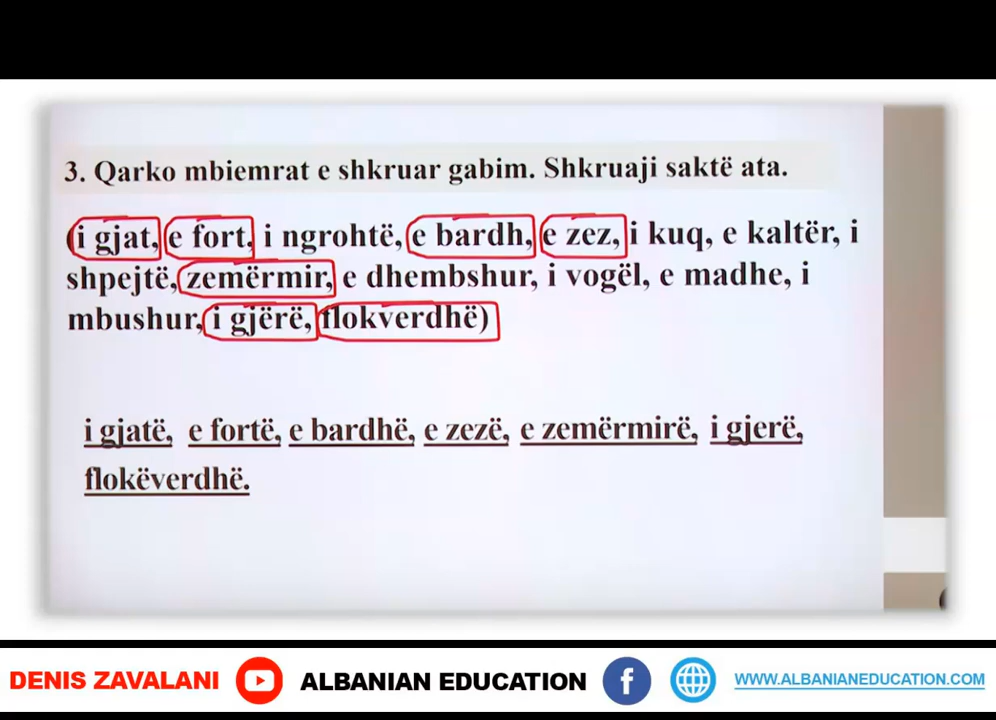 3. Qarko mbiemrat e shkruar gabim. Shkruaji saktë ata.
(i gjat, e fort, i ngrohtë, e bardh, e zez, i kuq, e kaltër, i
shpejtë, zemërmir, e dhembshur, i vogël, e madhe, i
mbushur, i gjërë, flokverdhë)
i gjatë, e fortë, e bardhë, e zezë, e zemërmirë, i gjerë,
flokëverdhë.
DENIS ZAVALANI ALBANIAN EDUCATION f WWW.ALBANIANEDUCATION.COM